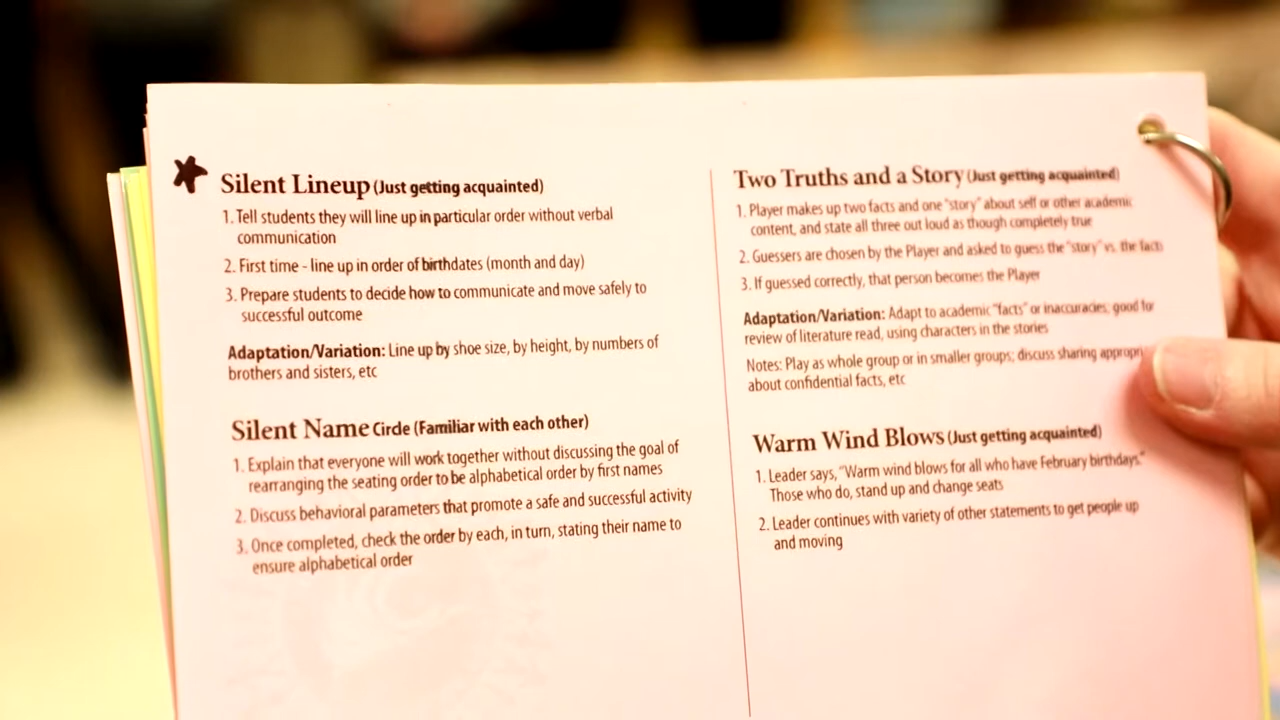 Silent Lineup (Just getting acquainted)
1. Tell students they will line up in particular order without verbal
communication
2. First time - line up in order of birthdates (month and day)
3. Prepare students to decide how to communicate and move safely to
successful outcome
Adaptation/Variation: Line up by shoe size, by height, by numbers of
brothers and sisters, etc
Silent Name Circle (Familiar with each other)
1. Explain that everyone will work together without discussing the goal of
rearranging the seating order to be alphabetical order by first names
2. Discuss behavioral parameters that promote a safe and successful activity
3. Once completed, check the order by each, in turn, stating their name to
ensure alphabetical order
Two Truths and a Story (Just getting acquainted)
1. Player makes up two facts and one "story" about self or other academic
content, and state all three out loud as though completely true
2. Guessers are chosen by the Player and asked to guess the "story" vs. the facts
3. If guessed correctly, that person becomes the Player
Adaptation/Variation: Adapt to academic "facts" or inaccuracies; good for
review of literature read, using characters in the stories
Notes: Play as whole group or in smaller groups; discuss sharing
about confidential facts, etc
Warm Wind Blows (Just getting acquainted)
1. Leader says, "Warm wind blows for all who have February birthdays."
Those who do, stand up and change seats
2. Leader continues with variety of other statements to get people up
and moving